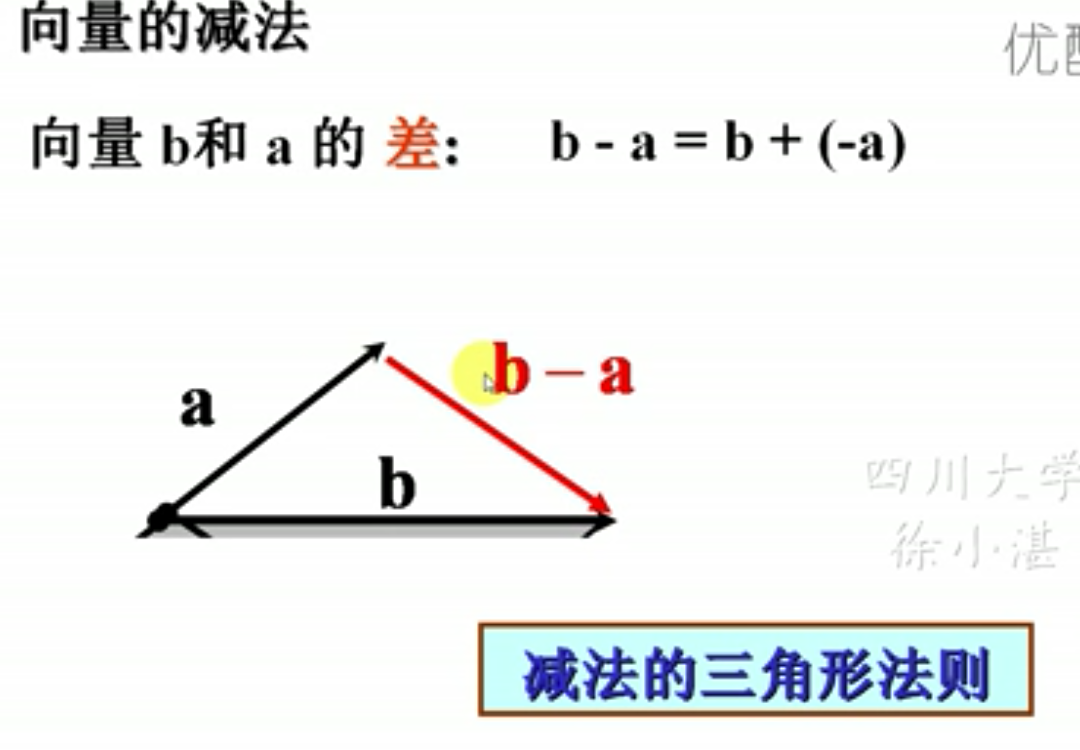 向量的减法
优酷
向量 b和 a 的 差: b - a = b + (-a)
b – a
a
b
四川大学
徐小湛
减法的三角形法则